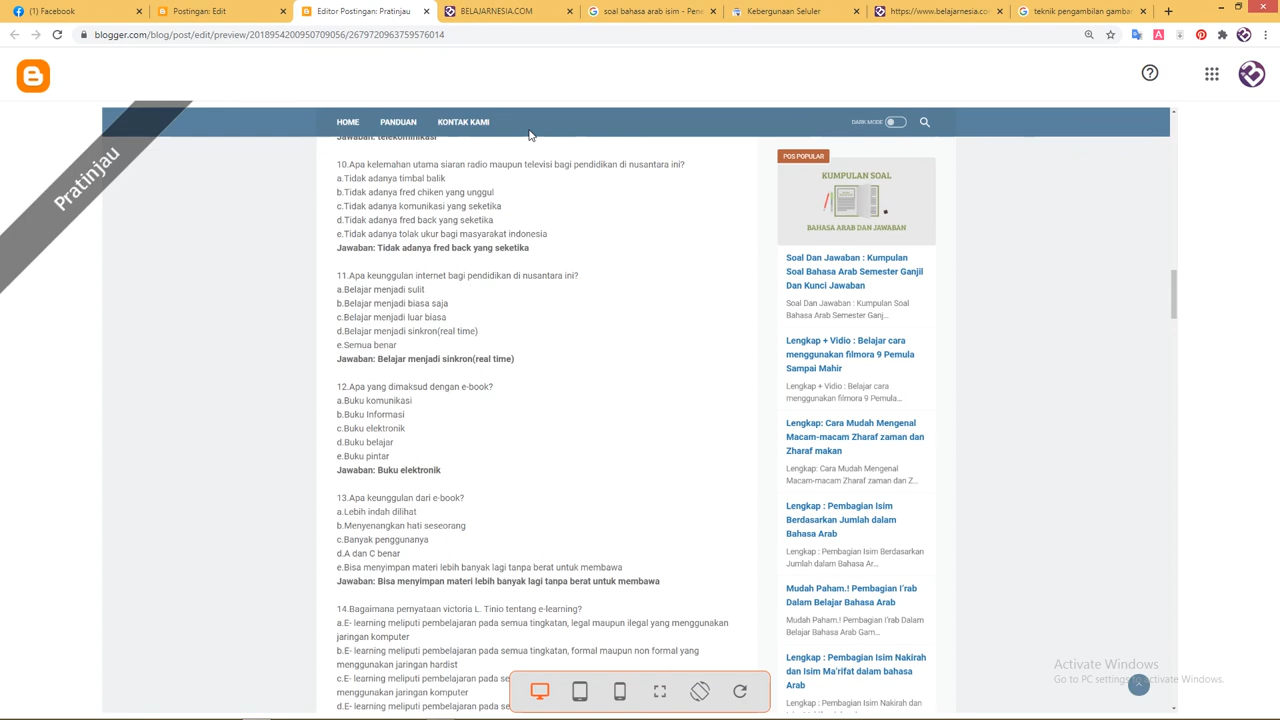 (1) Facebook
Postingan: Edit
Editor Postingan: Pratinjau
BELAJARNESIA.COM
soal bahasa arab isim - Pene
Kebergunaan Seluler
https://www.belajarnesia.com
teknik pengambilan gambar
blogger.com/blog/post/edit/preview/2018954200950709056/2679720963759576014
Pratinjau
HOME PANDUAN KONTAK KAMI
DARK MODE
Jawaban: telekomunikasi
10.Apa kelemahan utama siaran radio maupun televisi bagi pendidikan di nusantara ini?
a.Tidak adanya timbal balik
b.Tidak adanya fred chiken yang unggul
c.Tidak adanya komunikasi yang seketika
d.Tidak adanya fred back yang seketika
e.Tidak adanya tolak ukur bagi masyarakat indonesia
Jawaban: Tidak adanya fred back yang seketika
11.Apa keunggulan internet bagi pendidikan di nusantara ini?
a.Belajar menjadi sulit
b.Belajar menjadi biasa saja
c.Belajar menjadi luar biasa
d.Belajar menjadi sinkron(real time)
e.Semua benar
Jawaban: Belajar menjadi sinkron(real time)
12.Apa yang dimaksud dengan e-book?
a.Buku komunikasi
b.Buku Informasi
c.Buku elektronik
d.Buku belajar
e.Buku pintar
Jawaban: Buku elektronik
13.Apa keunggulan dari e-book?
a.Lebih indah dilihat
b.Menyenangkan hati seseorang
c.Banyak penggunanya
d.A dan C benar
e.Bisa menyimpan materi lebih banyak lagi tanpa berat untuk membawa
Jawaban: Bisa menyimpan materi lebih banyak lagi tanpa berat untuk membawa
14.Bagaimana pernyataan victoria L. Tinio tentang e-learning?
a.E- learning meliputi pembelajaran pada semua tingkatan, legal maupun ilegal yang menggunakan
jaringan komputer
b.E- learning meliputi pembelajaran pada semua tingkatan, formal maupun non formal yang
menggunakan jaringan hardist
c.E- learning meliputi pembelajaran pada se
menggunakan jaringan komputer
d.E- learning meliputi pembelajaran pada se
POS POPULAR
KUMPULAN SOAL
BAHASA ARAB DAN JAWABAN
Soal Dan Jawaban : Kumpulan
Soal Bahasa Arab Semester Ganjil
Dan Kunci Jawaban
Soal Dan Jawaban : Kumpulan Soal
Bahasa Arab Semester Ganj...
Lengkap + Vidio : Belajar cara
menggunakan filmora 9 Pemula
Sampai Mahir
Lengkap + Vidio : Belajar cara
menggunakan filmora 9 Pemula...
Lengkap: Cara Mudah Mengenal
Macam-macam Zharaf zaman dan
Zharaf makan
Lengkap: Cara Mudah Mengenal
Macam-macam Zharaf zaman dan Z...
Lengkap : Pembagian Isim
Berdasarkan Jumlah dalam
Bahasa Arab
Lengkap : Pembagian Isim Berdasarkan
Jumlah dalam Bahasa Ar...
Mudah Paham.! Pembagian I'rab
Dalam Belajar Bahasa Arab
Mudah Paham.! Pembagian I'rab Dalam
Belajar Bahasa Arab Gam...
Lengkap : Pembagian Isim Nakirah
dan Isim Ma'rifat dalam bahasa
Arab
Lengkap : Pembagian Isim Nakirah dan
Activate Windows
Go to PC settings to activate Windows.